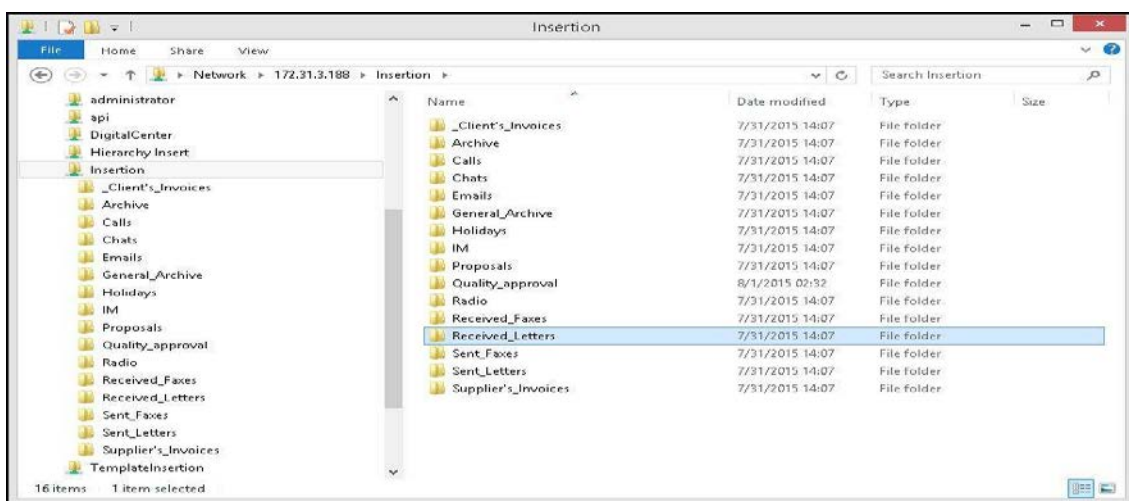 Insertion
File Home Share View
Network 172.31.3.188 Insertion Search Insertion
administrator
api
DigitalCenter
Hierarchy Insert
Insertion
_Client's_Invoices
Archive
Calls
Chats
Emails
General_Archive
Holidays
IM
Proposals
Quality_approval
Radio
Received_Faxes
Received_Letters
Sent_Faxes
Sent_Letters
Supplier's_Invoices
TemplateInsertion
Name Date modified Type Size
_Client's_Invoices 7/31/2015 14:07 File folder
Archive 7/31/2015 14:07 File folder
Calls 7/31/2015 14:07 File folder
Chats 7/31/2015 14:07 File folder
Emails 7/31/2015 14:07 File folder
General_Archive 7/31/2015 14:07 File folder
Holidays 7/31/2015 14:07 File folder
IM 7/31/2015 14:07 File folder
Proposals 7/31/2015 14:07 File folder
Quality_approval 8/1/2015 02:32 File folder
Radio 7/31/2015 14:07 File folder
Received_Faxes 7/31/2015 14:07 File folder
Received_Letters 7/31/2015 14:07 File folder
Sent_Faxes 7/31/2015 14:07 File folder
Sent_Letters 7/31/2015 14:07 File folder
Supplier's_Invoices 7/31/2015 14:07 File folder
16 items 1 item selected